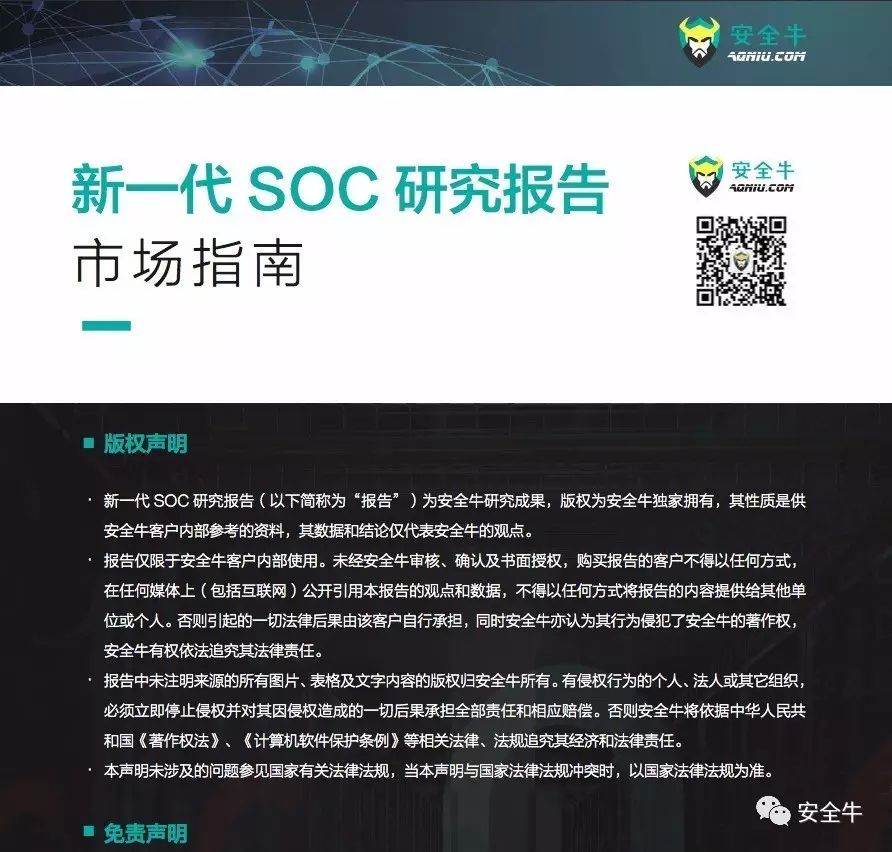 安全牛
AQNIU.COM
新一代 SOC 研究报告
市场指南
安全牛
AQNIU.COM
■ 版权声明
· 新一代 SOC 研究报告（以下简称为“报告”）为安全牛研究成果，版权为安全牛独家拥有，其性质是供
安全牛客户内部参考的资料，其数据和结论仅代表安全牛的观点。
· 报告仅限于安全牛客户内部使用。未经安全牛审核、确认及书面授权，购买报告的客户不得以任何方式，
在任何媒体上（包括互联网）公开引用本报告的观点和数据，不得以任何方式将报告的内容提供给其他单
位或个人。否则引起的一切法律后果由该客户自行承担，同时安全牛亦认为其行为侵犯了安全牛的著作权，
安全牛有权依法追究其法律责任。
· 报告中未注明来源的所有图片、表格及文字内容的版权归安全牛所有。有侵权行为的个人、法人或其它组织，
必须立即停止侵权并对其因侵权造成的一切后果承担全部责任和相应赔偿。否则安全牛将依据中华人民共
和国《著作权法》、《计算机软件保护条例》等相关法律、法规追究其经济和法律责任。
· 本声明未涉及的问题参见国家有关法律法规，当本声明与国家法律法规冲突时，以国家法律法规为准。
安全牛
■ 免责声明